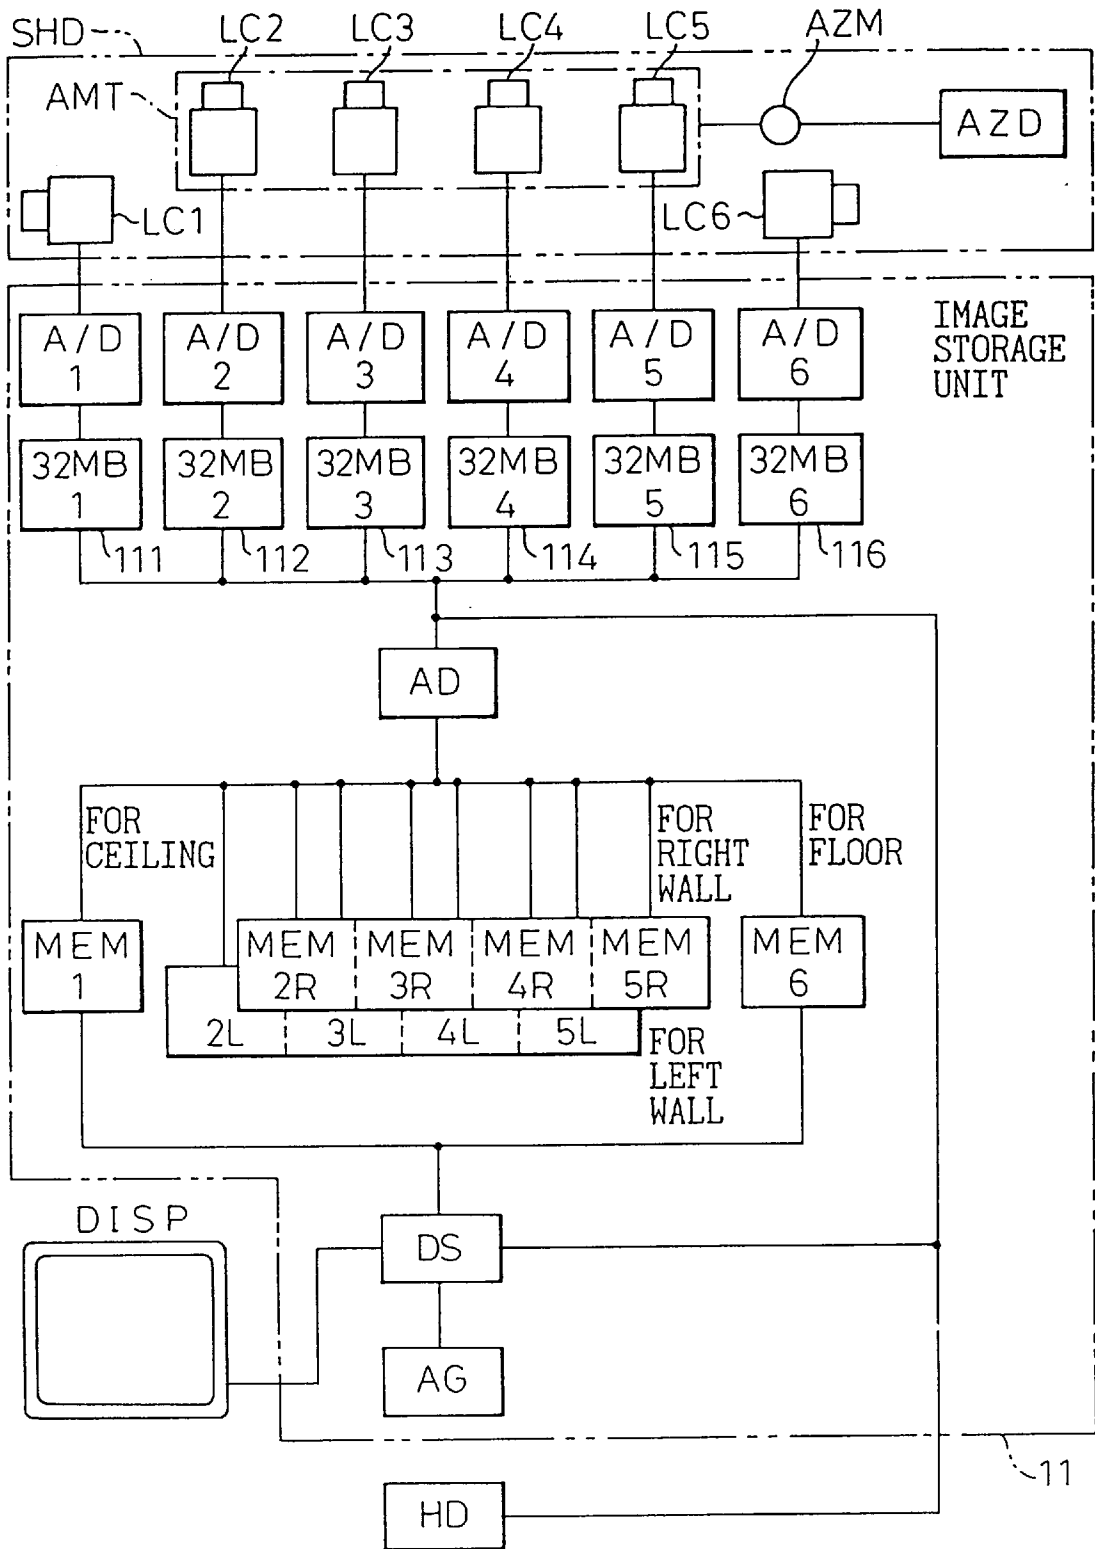 SHD
LC2
LC3
LC4
LC5
AZM
AMT
AZD
LC1
LC6
A/D
1
A/D
2
A/D
3
A/D
4
A/D
5
A/D
6
IMAGE
STORAGE
UNIT
32MB
1
32MB
2
32MB
3
32MB
4
32MB
5
32MB
6
111
112
113
114
115
116
AD
FOR
CEILING
FOR
RIGHT
WALL
FOR
FLOOR
MEM
1
MEM
2R
MEM
3R
MEM
4R
MEM
5R
MEM
6
2L
3L
4L
5L
FOR
LEFT
WALL
DISP
DS
AG
11
HD